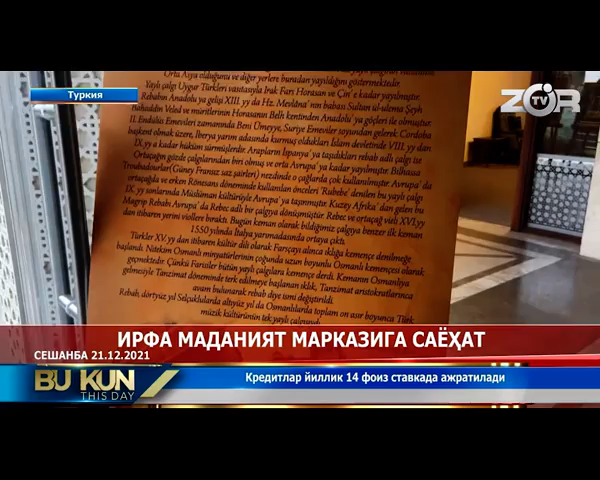 ZO'R TV
Туркия
Orta Asya olduğunu ve diğer yerlere buradan yayıldığını göstermektedir.
Yaylı çalgı Uygur Türkleri vasıtasıyla Irak Fars Horasan ve Çin' e kadar yayılmıştır.
Rebabın Anadolu'ya gelişi XIII. yy da Hz. Mevlâna' nın babası Sultan ül-ulema Şeyh
Bahaddin Veled ve müritlerinin Horasanın Belh kentinden Anadolu' ya göçleri ile olmuştur.
II. Endülüs Emevileri zamanında Beni Ümeyye, Suriye Emeviler soyundan gelerek Cordoba
başkent olmak üzere, Iberya yarım adasında kurmuş oldukları İslam devletinde VIII. yy dan
IX. yy a kadar hüküm sürmüşlerdir. Arapların İspanya' ya taşıdıkları rebab adlı çalgı ise
Ortaçağın gözde çalgılarından biri olmuş ve orta Avrupa' ya kadar yayılmıştır. Bilhassa
Troubadourlar (Güney Fransız saz şairleri) nezdinde o çağlarda çok kullanılmıştır. Avrupa' da
ortaçağda ve erken Rönesans döneminde kullanılan önceleri 'Rubebe' denilen bu yaylı çalgı
IX. yy sonlarında Müslüman kültürüyle Avrupa'ya taşınmıştır. Kuzey Afrika' dan gelen bu
Magrip Rebab Avrupa' da Rebec adlı bir çalgıya dönüşmüştür Rebec ve ortaçağ vieli XVI.yy
dan itibaren yerini viollere bıraktı. Bugün keman olarak bildiğimiz çalgıya benzer ilk keman
1550 yılında İtalya yarımadasında ortaya çıktı.
Türkler XV. yy dan itibaren kültür dili olarak Farsçayı alınca ıklığa kemençe denilmeğe
başlandı. Nitekim Osmanlı minyatürlerinin çoğunda uzun boyunlu Osmanlı kemençesi olarak
geçmektedir. Çünkü Farisiler bütün yaylı çalgılara kemençe derdi. Kemanın Osmanlıya
gelmesiyle Tanzimat döneminde terk edilmeye başlanan ıklık, Tanzimat aristokratlarınca
avam bulunarak rebab diye ismi değiştirildi.
Rebab, dörtyüz yıl Selçuklularda altıyüz yıl da Osmanlılarda toplam on asır boyunca Türk
müzik kültürünün tek yaylı çalgısıydı
ИРФА МАДАНИЯТ МАРКАЗИГА САЁҲАТ
СЕШАНБА 21.12.2021
BU KUN
THIS DAY
Кредитлар йиллик 14 фоиз ставкада ажратилади